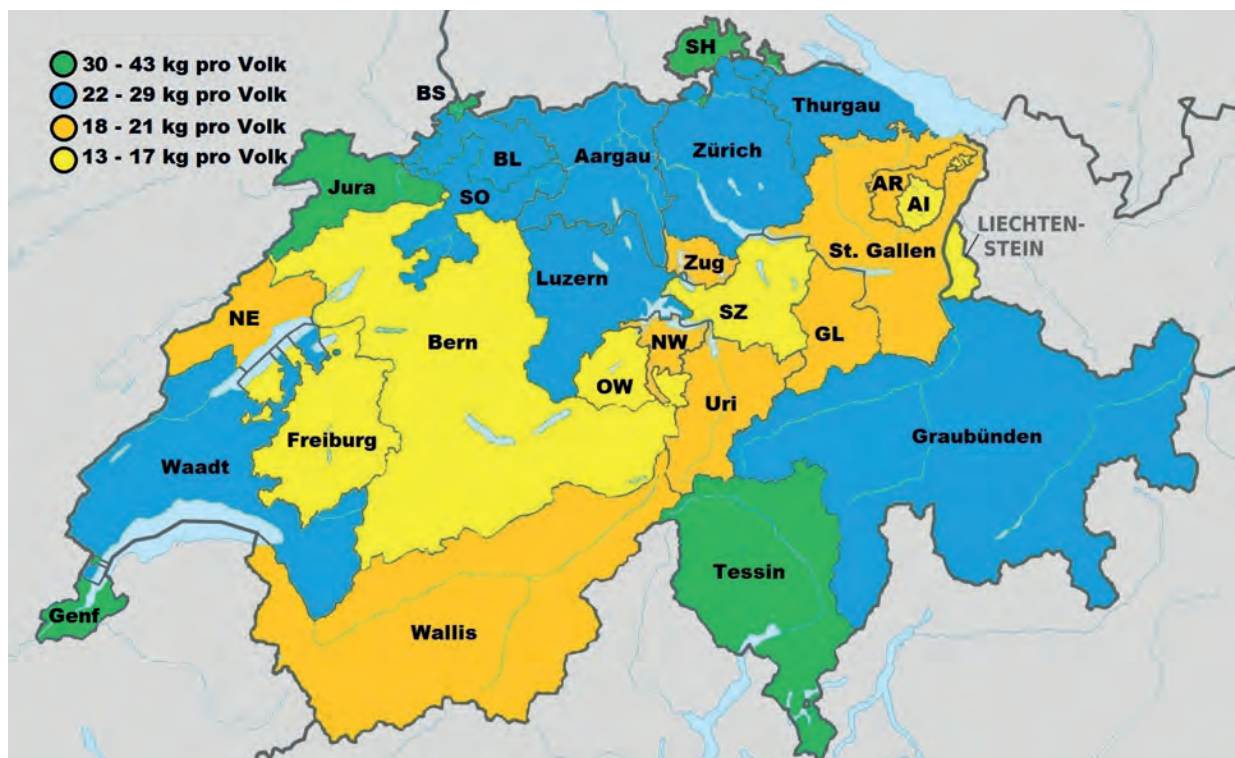 30 - 43 kg pro Volk
22 - 29 kg pro Volk
18 - 21 kg pro Volk
13 - 17 kg pro Volk
SH
BS
Thurgau
BL
Aargau
Zürich
Jura
SO
AR
AI
LIECHTEN-
STEIN
St. Gallen
Zug
Luzern
SZ
NE
Bern
NW
GL
OW
Uri
Freiburg
Graubünden
Waadt
Tessin
Genf
Wallis